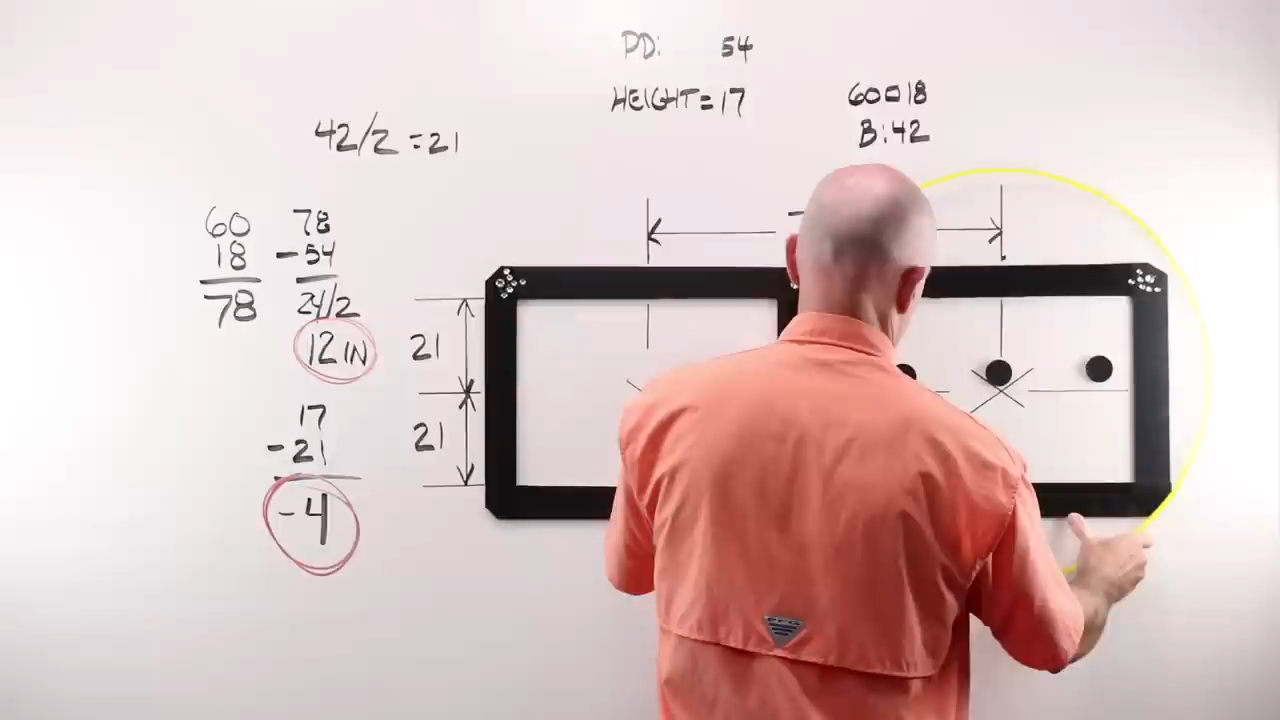 PD: 54
HEIGHT=17
60□18
B:42
42/2=21
60
18
78
78
-54
24/2
12 IN
17
-21
-4
21
21
PFG